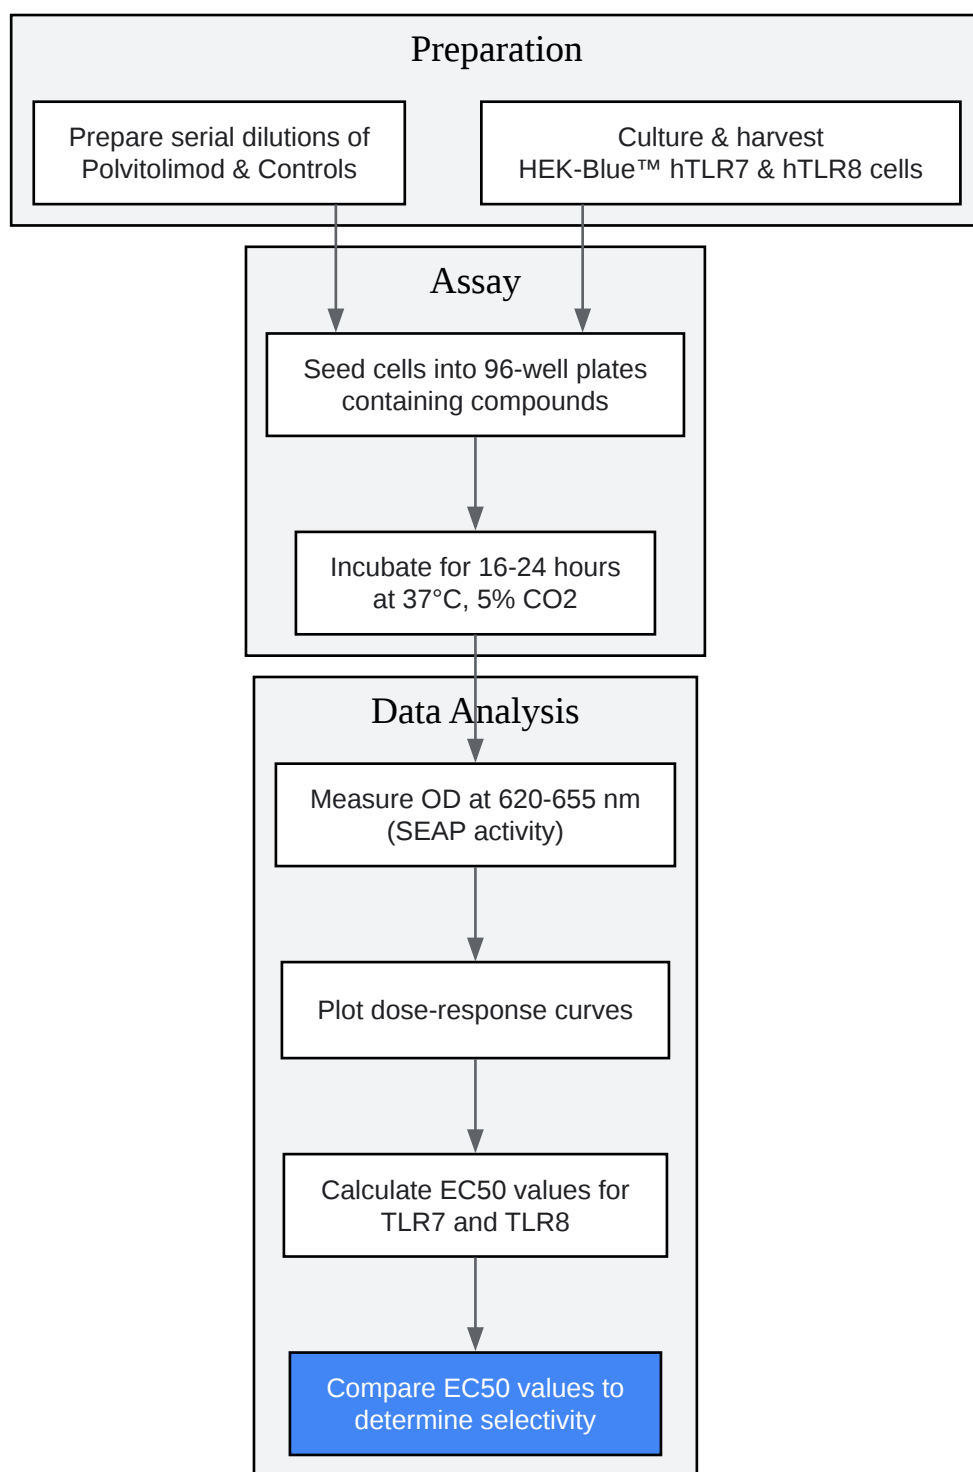 Preparation
Prepare serial dilutions of
Polvitolimod & Controls
Culture & harvest
HEK-Blue™ hTLR7 & hTLR8 cells
Assay
Seed cells into 96-well plates
containing compounds
Incubate for 16-24 hours
at 37°C, 5% CO2
Data Analysis
Measure OD at 620-655 nm
(SEAP activity)
Plot dose-response curves
Calculate EC50 values for
TLR7 and TLR8
Compare EC50 values to
determine selectivity